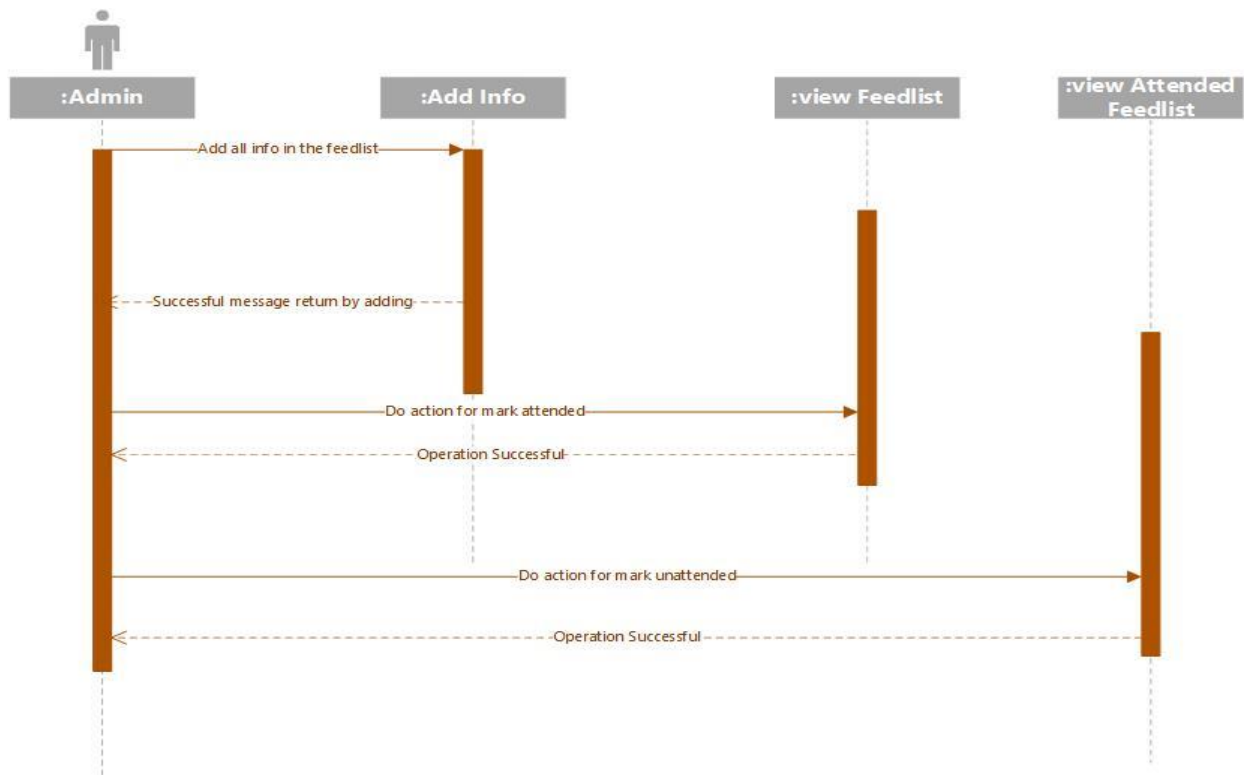 :Admin
:Add Info
:view Feedlist
:view Attended
Feedlist
Add all info in the feedlist
Successful message return by adding
Do action for mark attended
Operation Successful
Do action for mark unattended
Operation Successful